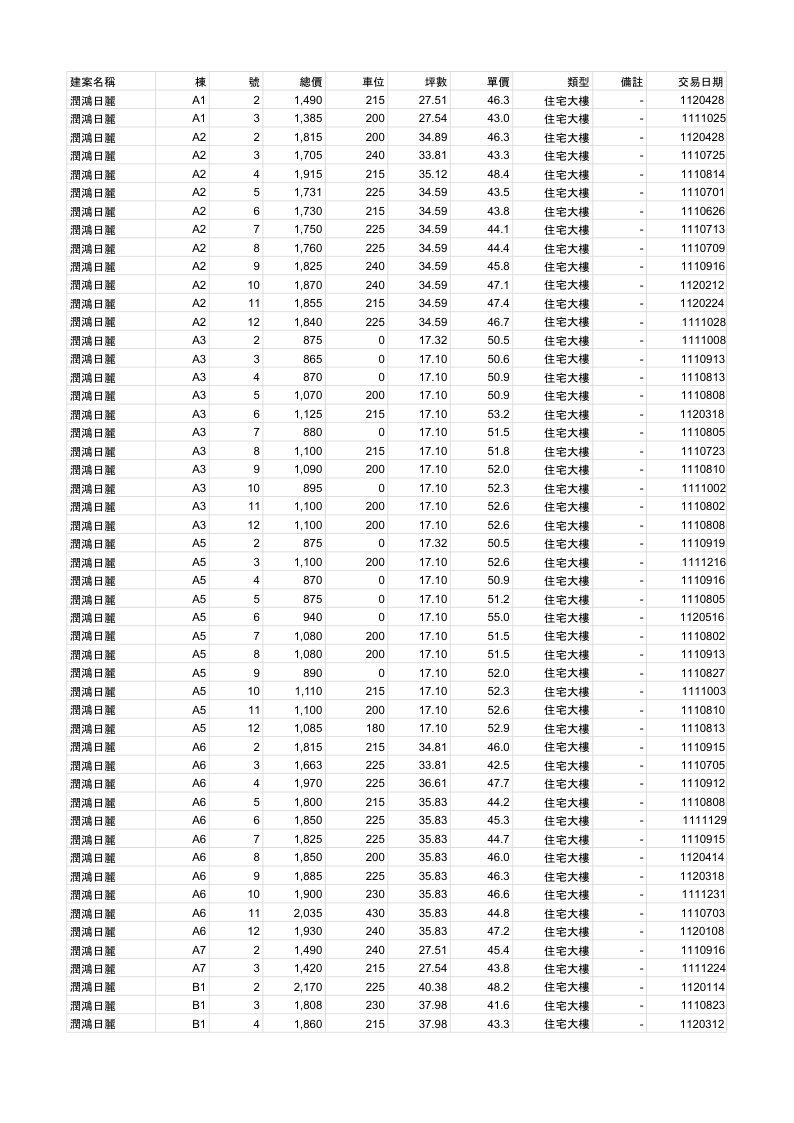 建案名稱 棟 號 總價 車位 坪數 單價 類型 備註 交易日期
潤鴻日麗 A1 2 1,490 215 27.51 46.3 住宅大樓 - 1120428
潤鴻日麗 A1 3 1,385 200 27.54 43.0 住宅大樓 - 1111025
潤鴻日麗 A2 2 1,815 200 34.89 46.3 住宅大樓 - 1120428
潤鴻日麗 A2 3 1,705 240 33.81 43.3 住宅大樓 - 1110725
潤鴻日麗 A2 4 1,915 215 35.12 48.4 住宅大樓 - 1110814
潤鴻日麗 A2 5 1,731 225 34.59 43.5 住宅大樓 - 1110701
潤鴻日麗 A2 6 1,730 215 34.59 43.8 住宅大樓 - 1110626
潤鴻日麗 A2 7 1,750 225 34.59 44.1 住宅大樓 - 1110713
潤鴻日麗 A2 8 1,760 225 34.59 44.4 住宅大樓 - 1110709
潤鴻日麗 A2 9 1,825 240 34.59 45.8 住宅大樓 - 1110916
潤鴻日麗 A2 10 1,870 240 34.59 47.1 住宅大樓 - 1120212
潤鴻日麗 A2 11 1,855 215 34.59 47.4 住宅大樓 - 1120224
潤鴻日麗 A2 12 1,840 225 34.59 46.7 住宅大樓 - 1111028
潤鴻日麗 A3 2 875 0 17.32 50.5 住宅大樓 - 1111008
潤鴻日麗 A3 3 865 0 17.10 50.6 住宅大樓 - 1110913
潤鴻日麗 A3 4 870 0 17.10 50.9 住宅大樓 - 1110813
潤鴻日麗 A3 5 1,070 200 17.10 50.9 住宅大樓 - 1110808
潤鴻日麗 A3 6 1,125 215 17.10 53.2 住宅大樓 - 1120318
潤鴻日麗 A3 7 880 0 17.10 51.5 住宅大樓 - 1110805
潤鴻日麗 A3 8 1,100 215 17.10 51.8 住宅大樓 - 1110723
潤鴻日麗 A3 9 1,090 200 17.10 52.0 住宅大樓 - 1110810
潤鴻日麗 A3 10 895 0 17.10 52.3 住宅大樓 - 1111002
潤鴻日麗 A3 11 1,100 200 17.10 52.6 住宅大樓 - 1110802
潤鴻日麗 A3 12 1,100 200 17.10 52.6 住宅大樓 - 1110808
潤鴻日麗 A5 2 875 0 17.32 50.5 住宅大樓 - 1110919
潤鴻日麗 A5 3 1,100 200 17.10 52.6 住宅大樓 - 1111216
潤鴻日麗 A5 4 870 0 17.10 50.9 住宅大樓 - 1110916
潤鴻日麗 A5 5 875 0 17.10 51.2 住宅大樓 - 1110805
潤鴻日麗 A5 6 940 0 17.10 55.0 住宅大樓 - 1120516
潤鴻日麗 A5 7 1,080 200 17.10 51.5 住宅大樓 - 1110802
潤鴻日麗 A5 8 1,080 200 17.10 51.5 住宅大樓 - 1110913
潤鴻日麗 A5 9 890 0 17.10 52.0 住宅大樓 - 1110827
潤鴻日麗 A5 10 1,110 215 17.10 52.3 住宅大樓 - 1111003
潤鴻日麗 A5 11 1,100 200 17.10 52.6 住宅大樓 - 1110810
潤鴻日麗 A5 12 1,085 180 17.10 52.9 住宅大樓 - 1110813
潤鴻日麗 A6 2 1,815 215 34.81 46.0 住宅大樓 - 1110915
潤鴻日麗 A6 3 1,663 225 33.81 42.5 住宅大樓 - 1110705
潤鴻日麗 A6 4 1,970 225 36.61 47.7 住宅大樓 - 1110912
潤鴻日麗 A6 5 1,800 215 35.83 44.2 住宅大樓 - 1110808
潤鴻日麗 A6 6 1,850 225 35.83 45.3 住宅大樓 - 1111129
潤鴻日麗 A6 7 1,825 225 35.83 44.7 住宅大樓 - 1110915
潤鴻日麗 A6 8 1,850 200 35.83 46.0 住宅大樓 - 1120414
潤鴻日麗 A6 9 1,885 225 35.83 46.3 住宅大樓 - 1120318
潤鴻日麗 A6 10 1,900 230 35.83 46.6 住宅大樓 - 1111231
潤鴻日麗 A6 11 2,035 430 35.83 44.8 住宅大樓 - 1110703
潤鴻日麗 A6 12 1,930 240 35.83 47.2 住宅大樓 - 1120108
潤鴻日麗 A7 2 1,490 240 27.51 45.4 住宅大樓 - 1110916
潤鴻日麗 A7 3 1,420 215 27.54 43.8 住宅大樓 - 1111224
潤鴻日麗 B1 2 2,170 225 40.38 48.2 住宅大樓 - 1120114
潤鴻日麗 B1 3 1,808 230 37.98 41.6 住宅大樓 - 1110823
潤鴻日麗 B1 4 1,860 215 37.98 43.3 住宅大樓 - 1120312